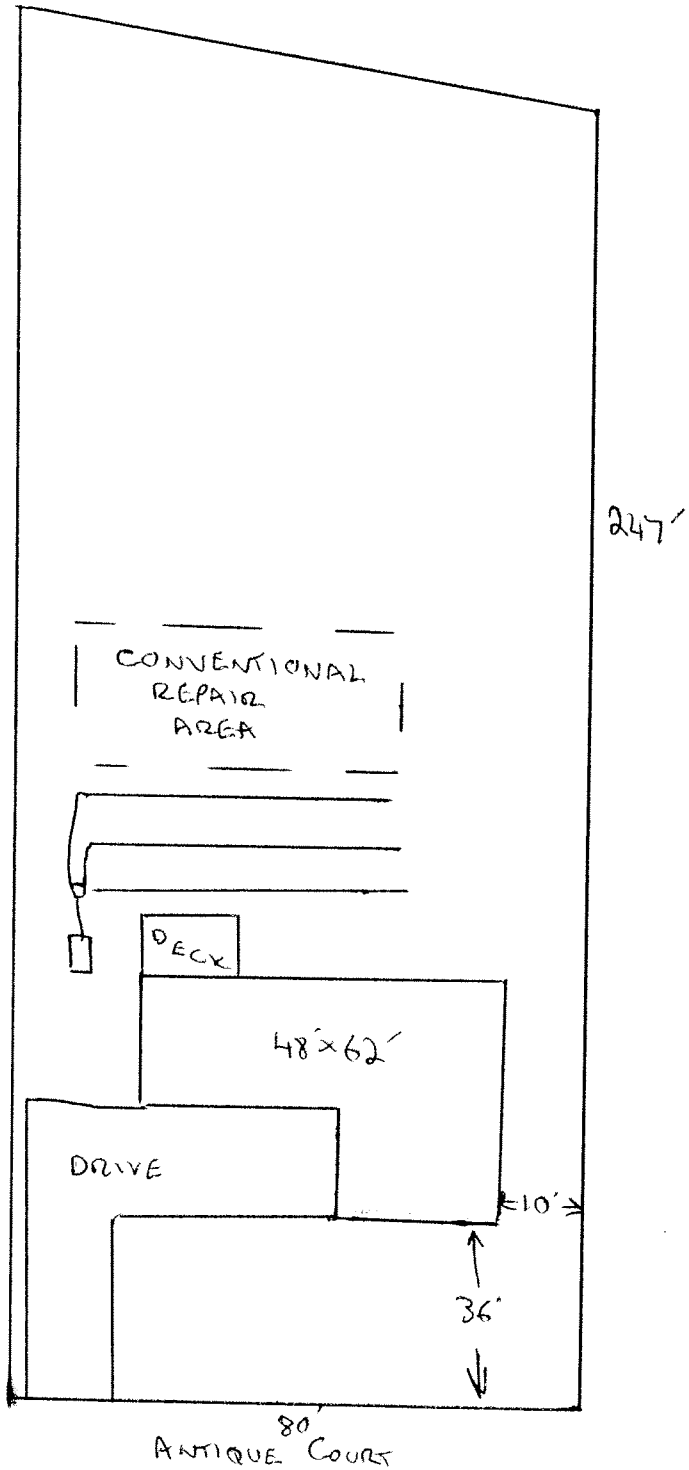 247'
CONVENTIONAL
REPAIR
AREA
DECK
48'x62'
DRIVE
10'
36'
80'
ANTIQUE COURT